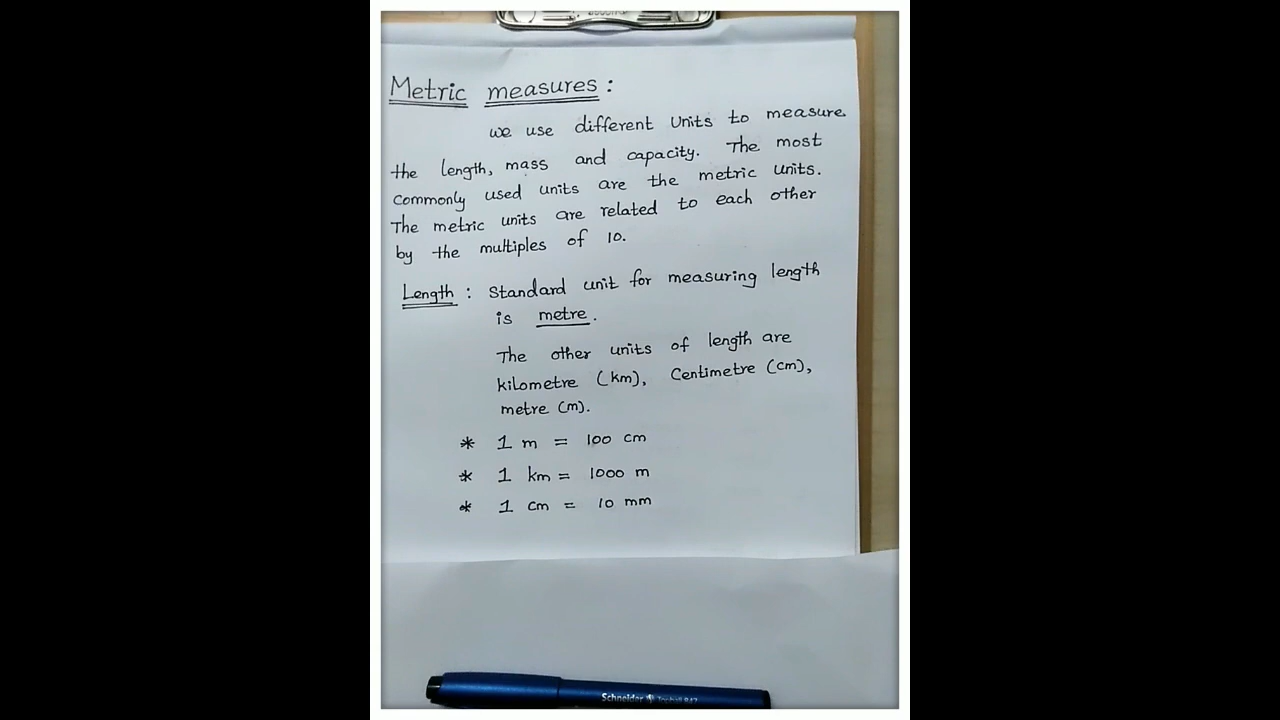 Metric measures:
we use different Units to measure
the length, mass and capacity. The most
commonly used units are the metric units.
The metric units are related to each other
by the multiples of 10.
Length : Standard unit for measuring length
is metre.
The other units of length are
kilometre (km), Centimetre (cm),
metre (m).
* 1 m = 100 cm
* 1 km = 1000 m
* 1 cm = 10 mm
Schneider